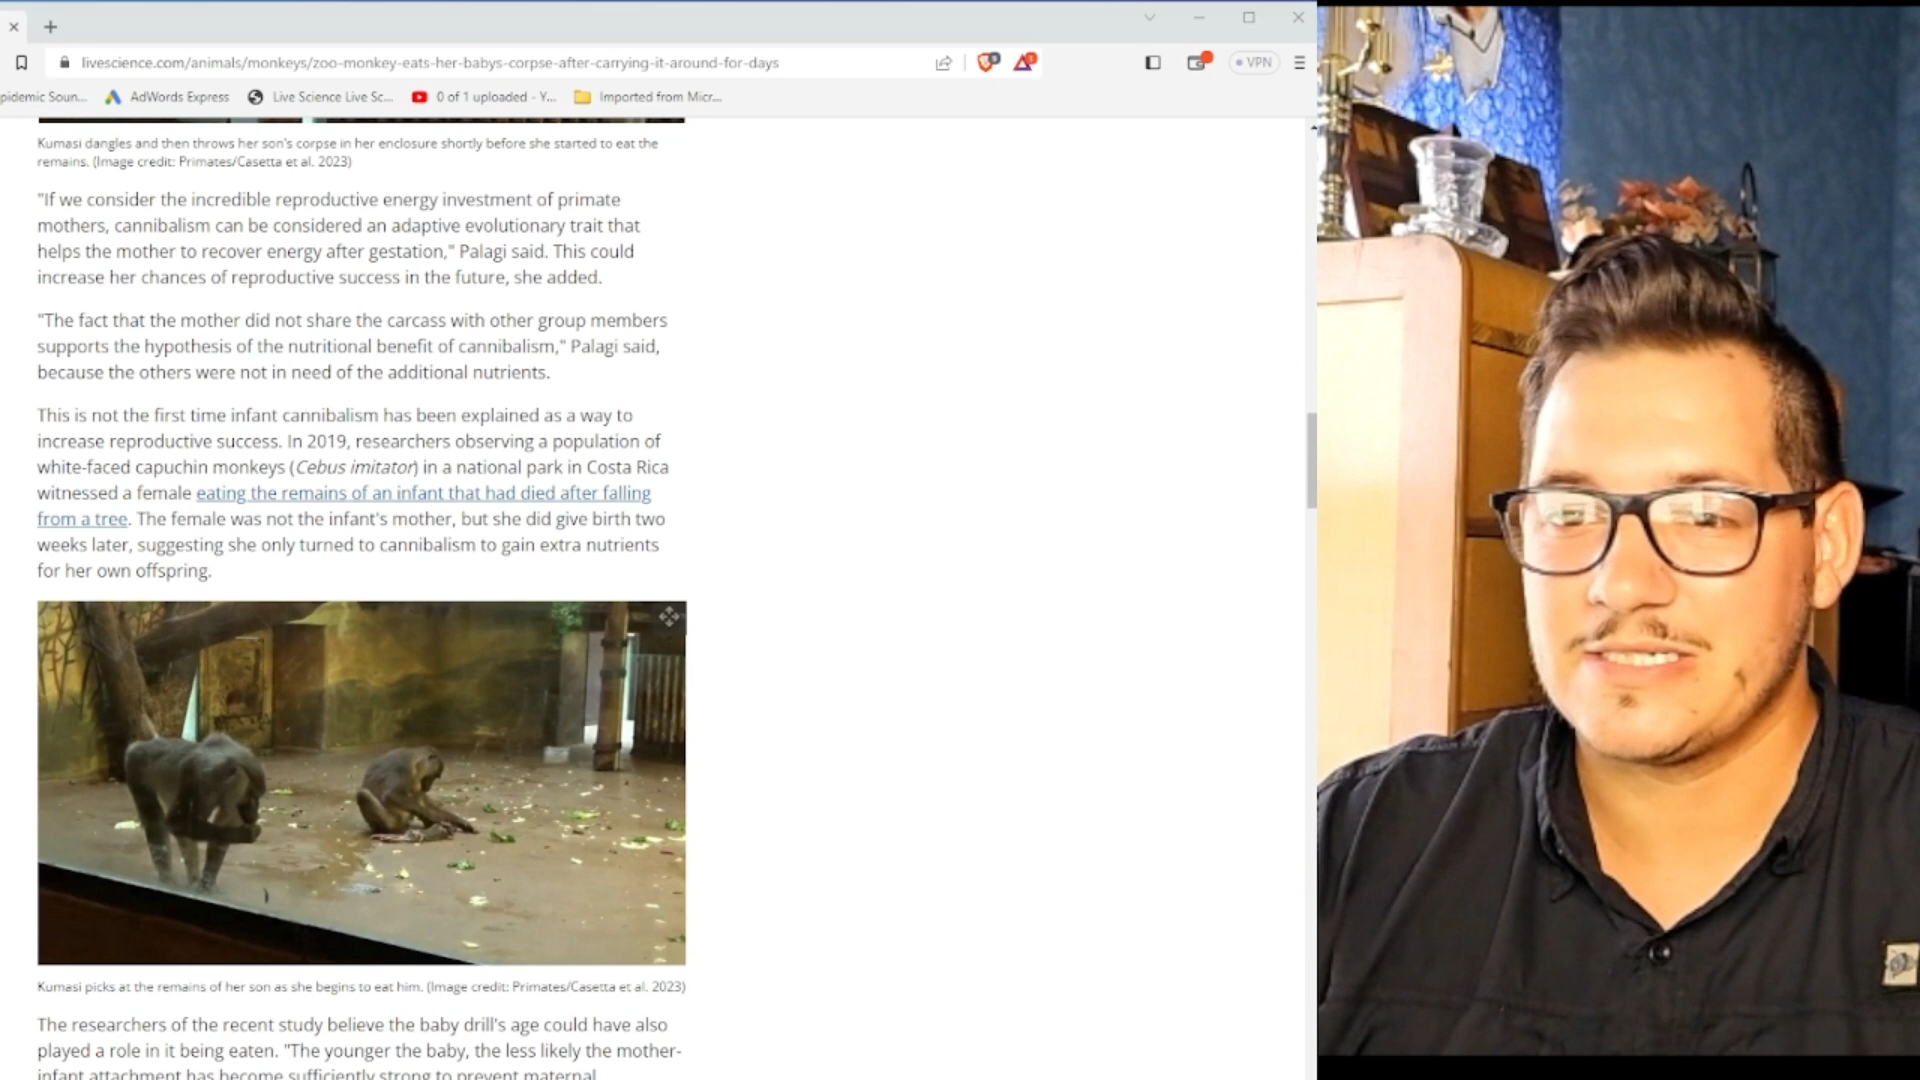 livescience.com/animals/monkeys/zoo-monkey-eats-her-babys-corpse-after-carrying-it-around-for-days
VPN
pidemic Soun...
AdWords Express
Live Science Live Sc...
0 of 1 uploaded - Y...
Imported from Micr...
Kumasi dangles and then throws her son's corpse in her enclosure shortly before she started to eat the
remains. (Image credit: Primates/Casetta et al. 2023)
"If we consider the incredible reproductive energy investment of primate
mothers, cannibalism can be considered an adaptive evolutionary trait that
helps the mother to recover energy after gestation," Palagi said. This could
increase her chances of reproductive success in the future, she added.
"The fact that the mother did not share the carcass with other group members
supports the hypothesis of the nutritional benefit of cannibalism," Palagi said,
because the others were not in need of the additional nutrients.
This is not the first time infant cannibalism has been explained as a way to
increase reproductive success. In 2019, researchers observing a population of
white-faced capuchin monkeys (Cebus imitator) in a national park in Costa Rica
witnessed a female eating the remains of an infant that had died after falling
from a tree. The female was not the infant's mother, but she did give birth two
weeks later, suggesting she only turned to cannibalism to gain extra nutrients
for her own offspring.
Kumasi picks at the remains of her son as she begins to eat him. (Image credit: Primates/Casetta et al. 2023)
The researchers of the recent study believe the baby drill's age could have also
played a role in it being eaten. "The younger the baby, the less likely the mother-
infant attachment has become sufficiently strong to prevent maternal